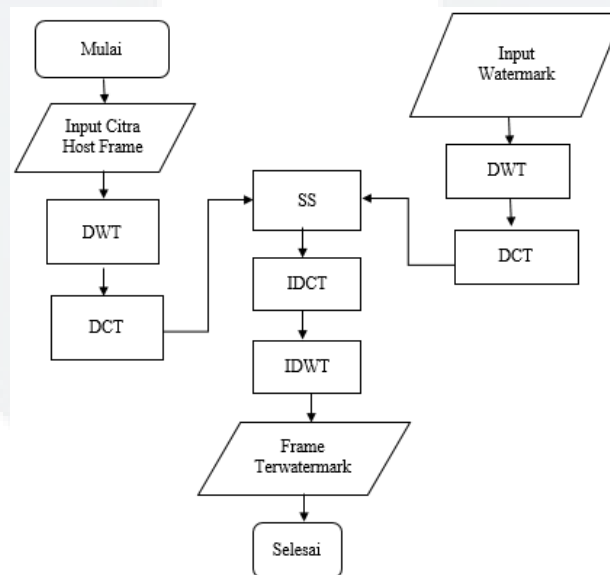 Mulai
Input Citra
Host Frame
DWT
DCT
Input
Watermark
DWT
DCT
SS
IDCT
IDWT
Frame
Terwatermark
Selesai